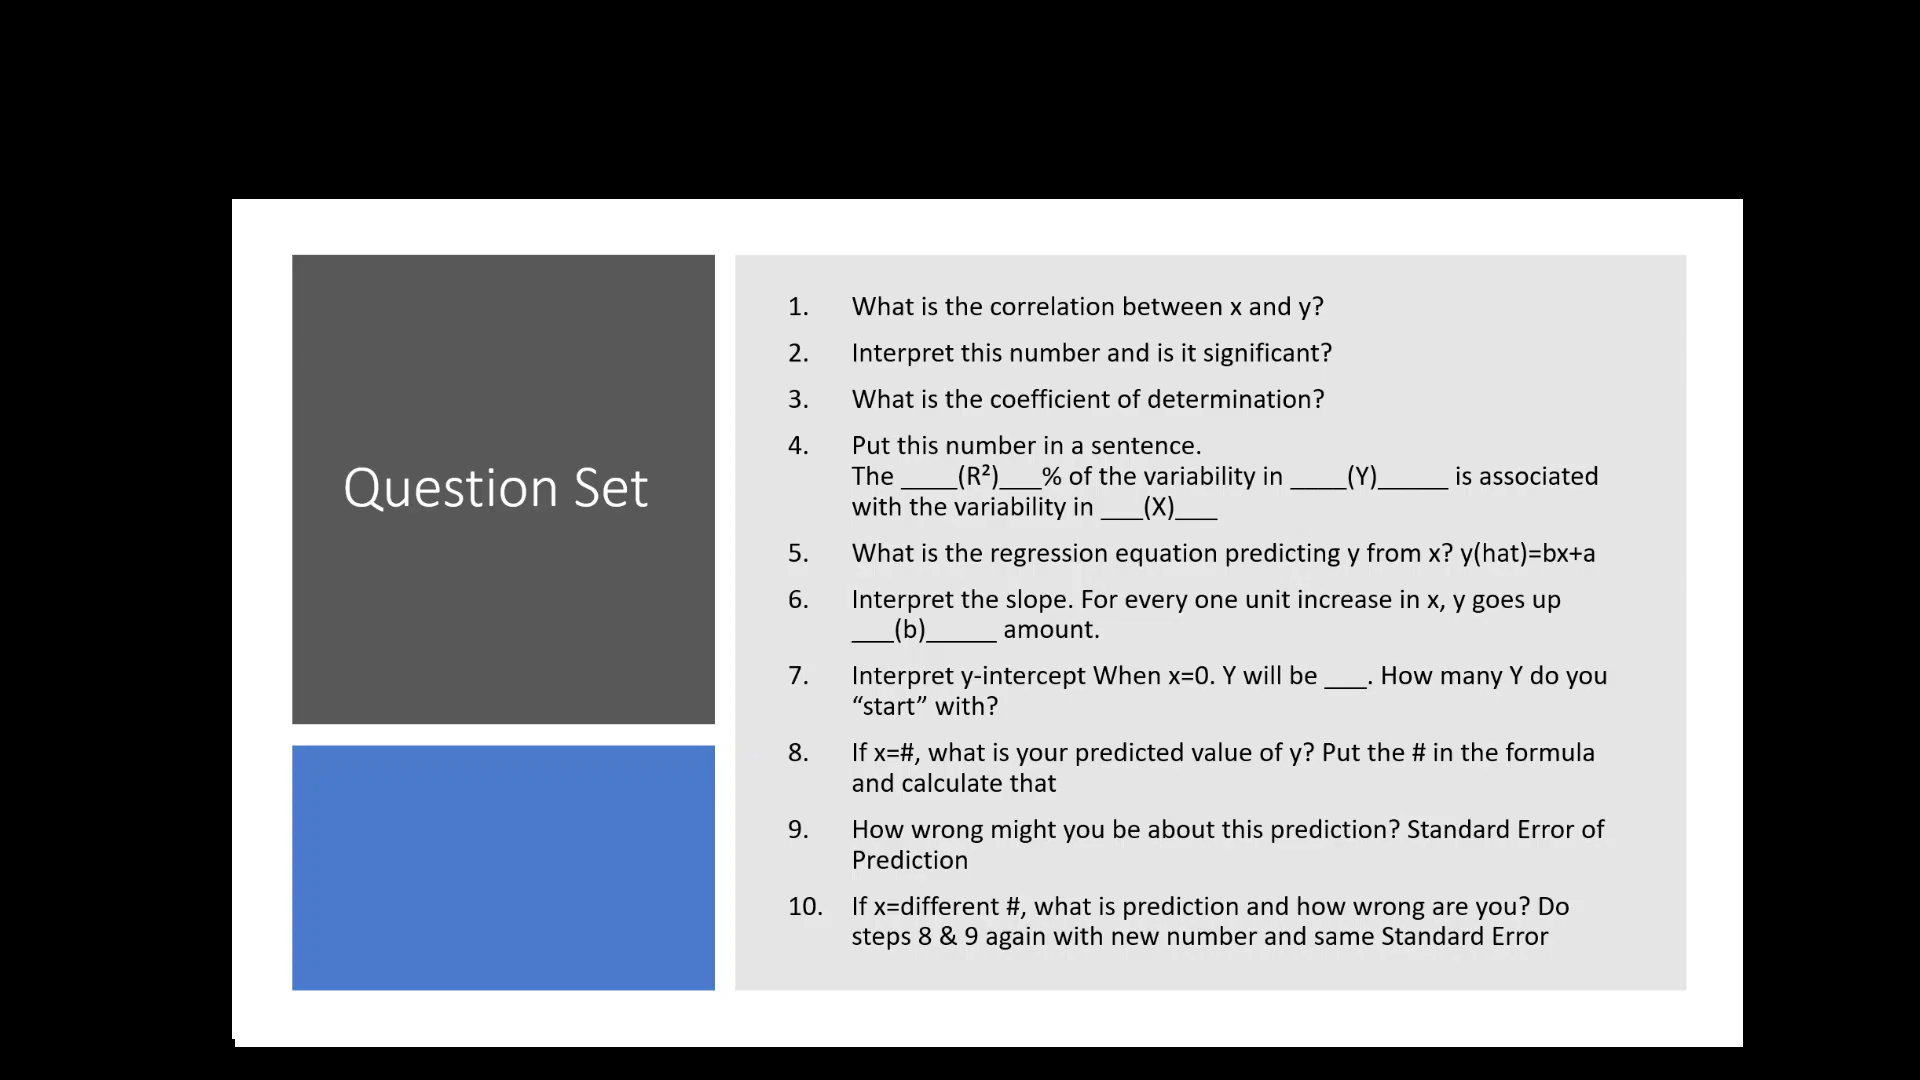 Question Set
1. What is the correlation between x and y?
2. Interpret this number and is it significant?
3. What is the coefficient of determination?
4. Put this number in a sentence.
The ____(R²)___% of the variability in ____(Y)_____ is associated
with the variability in ___(X)___
5. What is the regression equation predicting y from x? y(hat)=bx+a
6. Interpret the slope. For every one unit increase in x, y goes up
___(b)_____ amount.
7. Interpret y-intercept When x=0. Y will be ___. How many Y do you
“start” with?
8. If x=#, what is your predicted value of y? Put the # in the formula
and calculate that
9. How wrong might you be about this prediction? Standard Error of
Prediction
10. If x=different #, what is prediction and how wrong are you? Do
steps 8 & 9 again with new number and same Standard Error